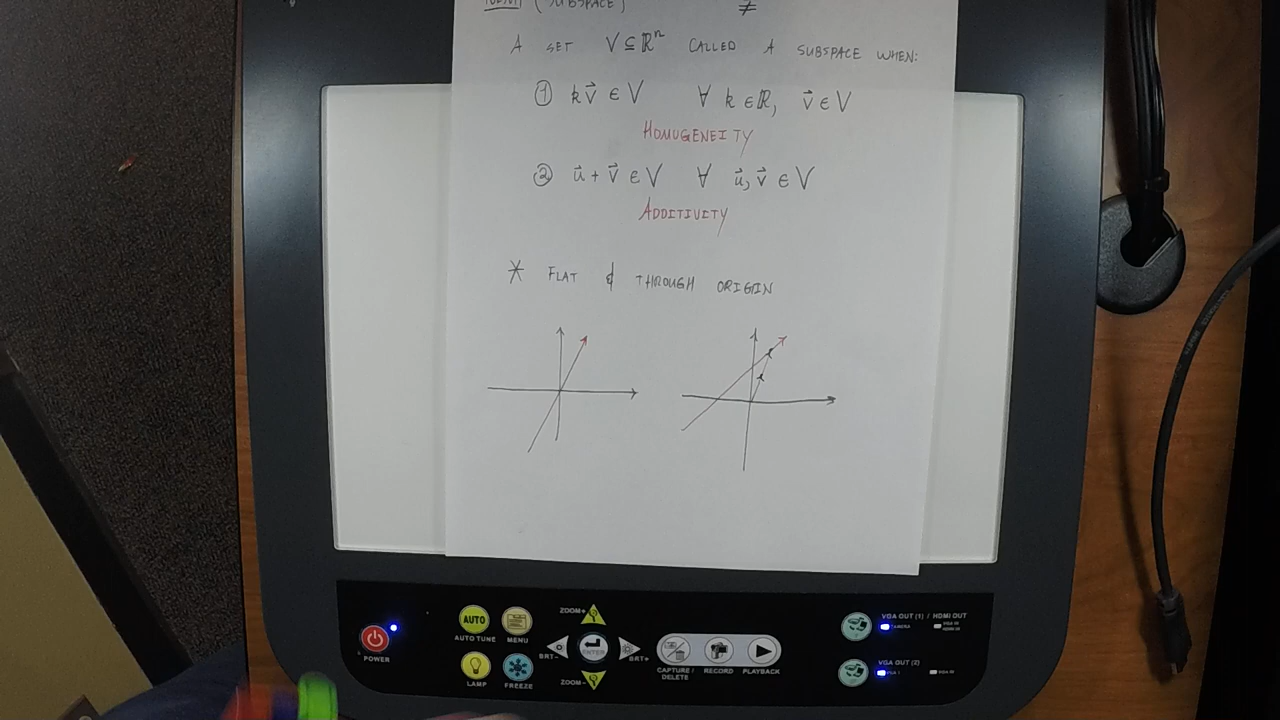 (SUBSPACE) ≠
A SET V ⊆ ℝⁿ CALLED A SUBSPACE WHEN:
① kv⃗ ∈ V ∀ k ∈ ℝ, v⃗ ∈ V
HOMOGENEITY
② u⃗ + v⃗ ∈ V ∀ u⃗, v⃗ ∈ V
ADDITIVITY
* FLAT & THROUGH ORIGIN
POWER
AUTO
AUTO TUNE
MENU
LAMP
FREEZE
ZOOM+
BRT-
ENTER
BRT+
ZOOM-
CAPTURE / DELETE
RECORD
PLAYBACK
VGA OUT (1) / HDMI OUT
VGA OUT (2)